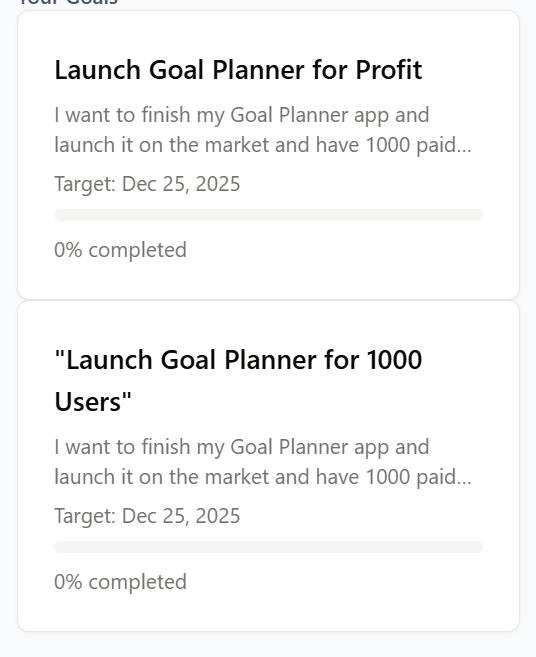 Your Goals
Launch Goal Planner for Profit
I want to finish my Goal Planner app and
launch it on the market and have 1000 paid...
Target: Dec 25, 2025
0% completed
"Launch Goal Planner for 1000
Users"
I want to finish my Goal Planner app and
launch it on the market and have 1000 paid...
Target: Dec 25, 2025
0% completed